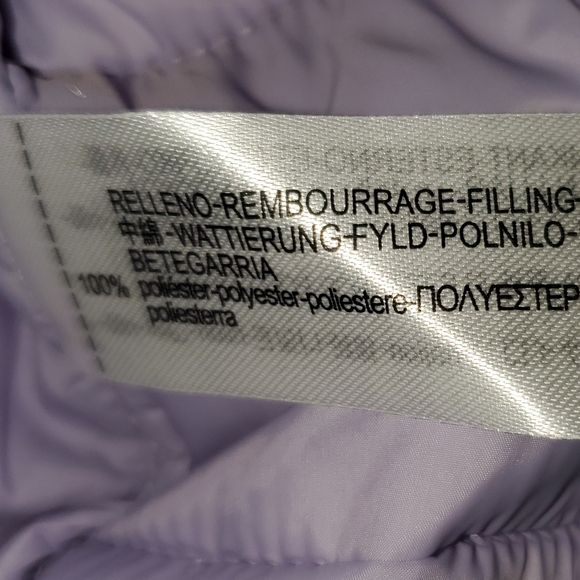 RELLENO-REMBOURRAGE-FILLING-
中綿-WATTIERUNG-FYLD-POLNILO-
BETEGARRIA
100% poliester-polyester-poliestere-ΠΟΛΥΕΣΤΕΡ
poliesterra